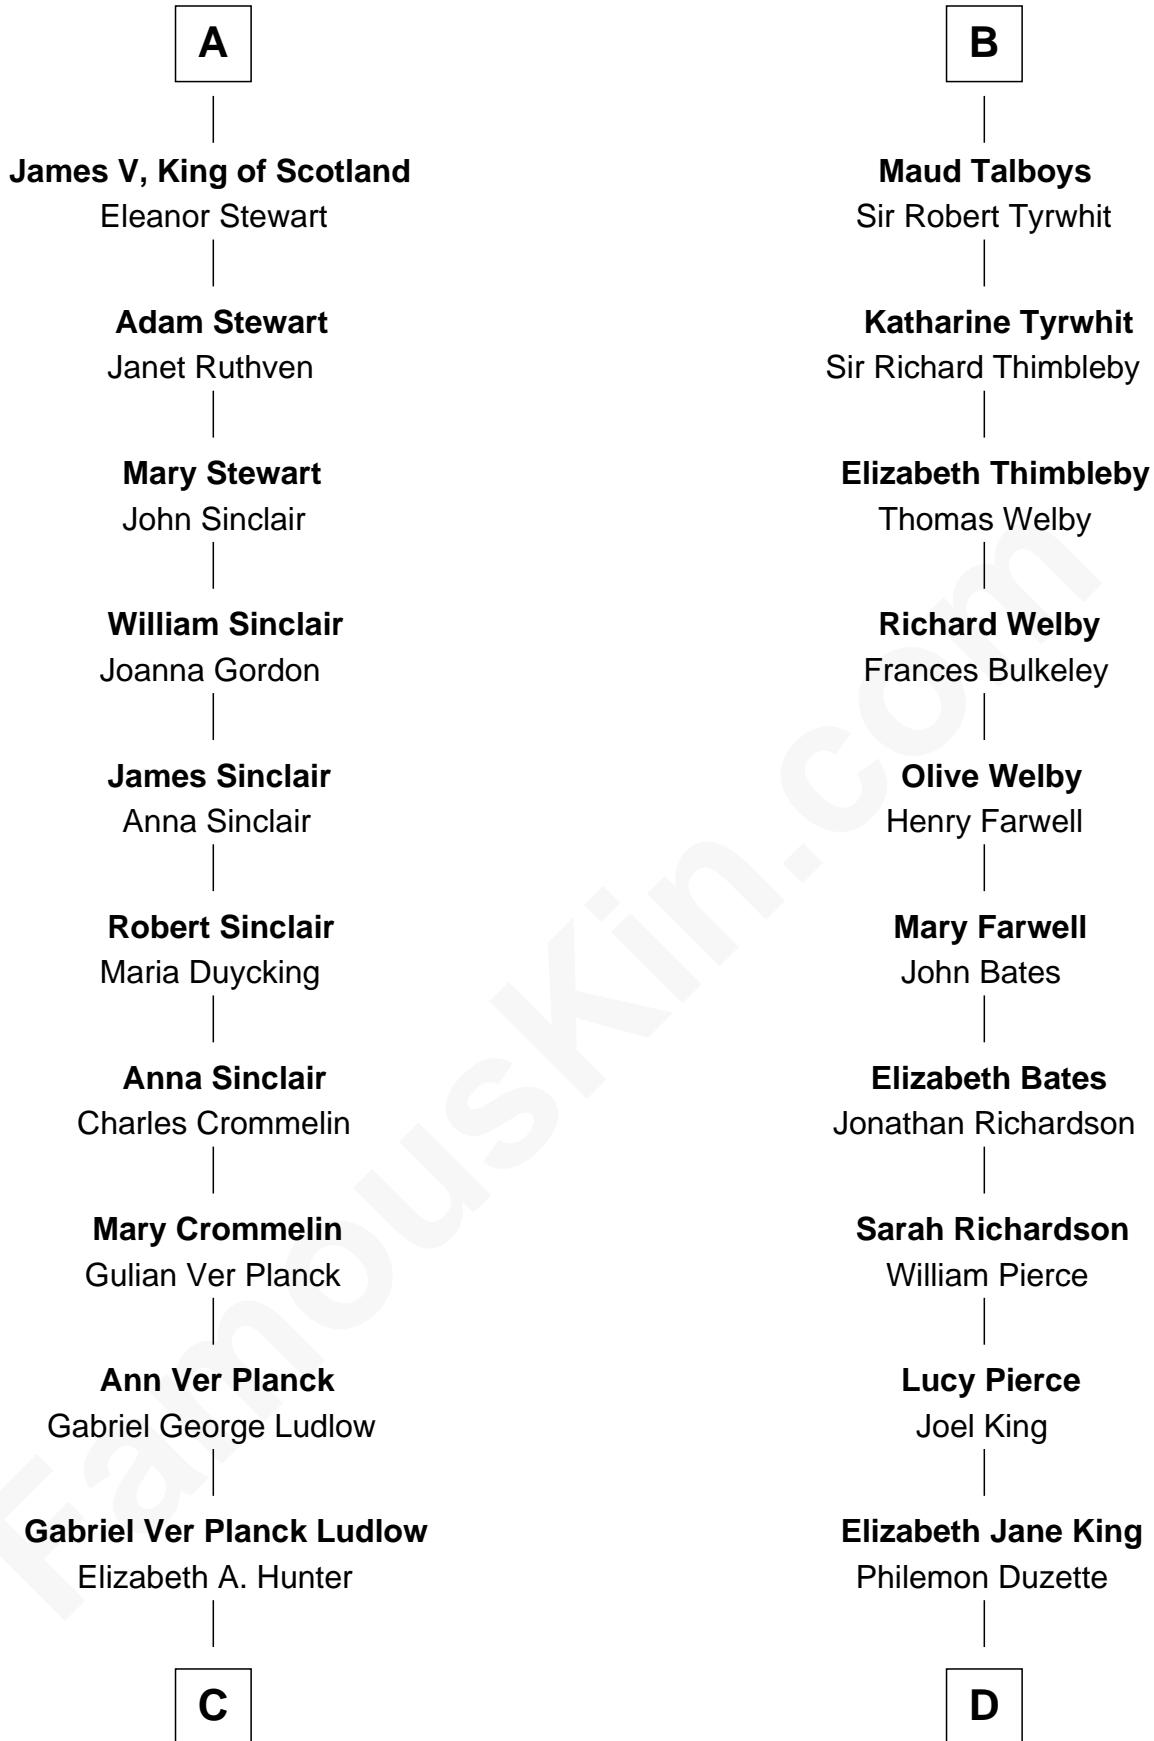 A
James V, King of Scotland
Eleanor Stewart
Adam Stewart
Janet Ruthven
Mary Stewart
John Sinclair
William Sinclair
Joanna Gordon
James Sinclair
Anna Sinclair
Robert Sinclair
Maria Duycking
Anna Sinclair
Charles Crommelin
Mary Crommelin
Gulian Ver Planck
Ann Ver Planck
Gabriel George Ludlow
Gabriel Ver Planck Ludlow
Elizabeth A. Hunter
C
B
Maud Talboys
Sir Robert Tyrwhit
Katharine Tyrwhit
Sir Richard Thimbleby
Elizabeth Thimbleby
Thomas Welby
Richard Welby
Frances Bulkeley
Olive Welby
Henry Farwell
Mary Farwell
John Bates
Elizabeth Bates
Jonathan Richardson
Sarah Richardson
William Pierce
Lucy Pierce
Joel King
Elizabeth Jane King
Philemon Duzette
D
FamousKin.com